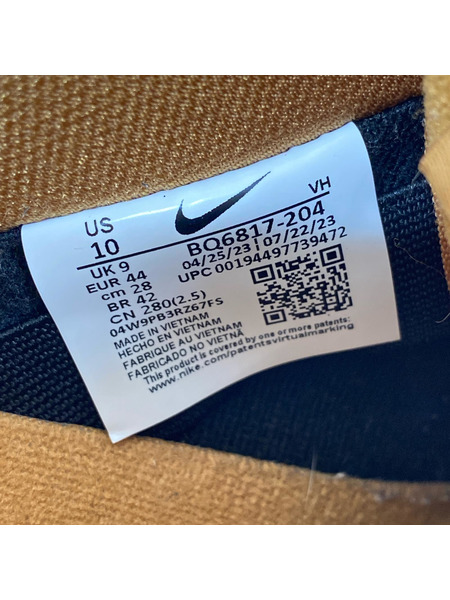 VH
US
10
BQ6817-204
UK 9
04/25/23 | 07/22/23
EUR 44
UPC 00194497739472
cm 28
BR 42
CN 280(2.5)
04W9PB3RZ67FS
MADE IN VIETNAM
HECHO EN VIETNAM
FABRIQUE AU VIETNAM
FABRICADO NO VIETNA
This product is covered by one or more patents:
www.nike.com/patentsvirtualmarking